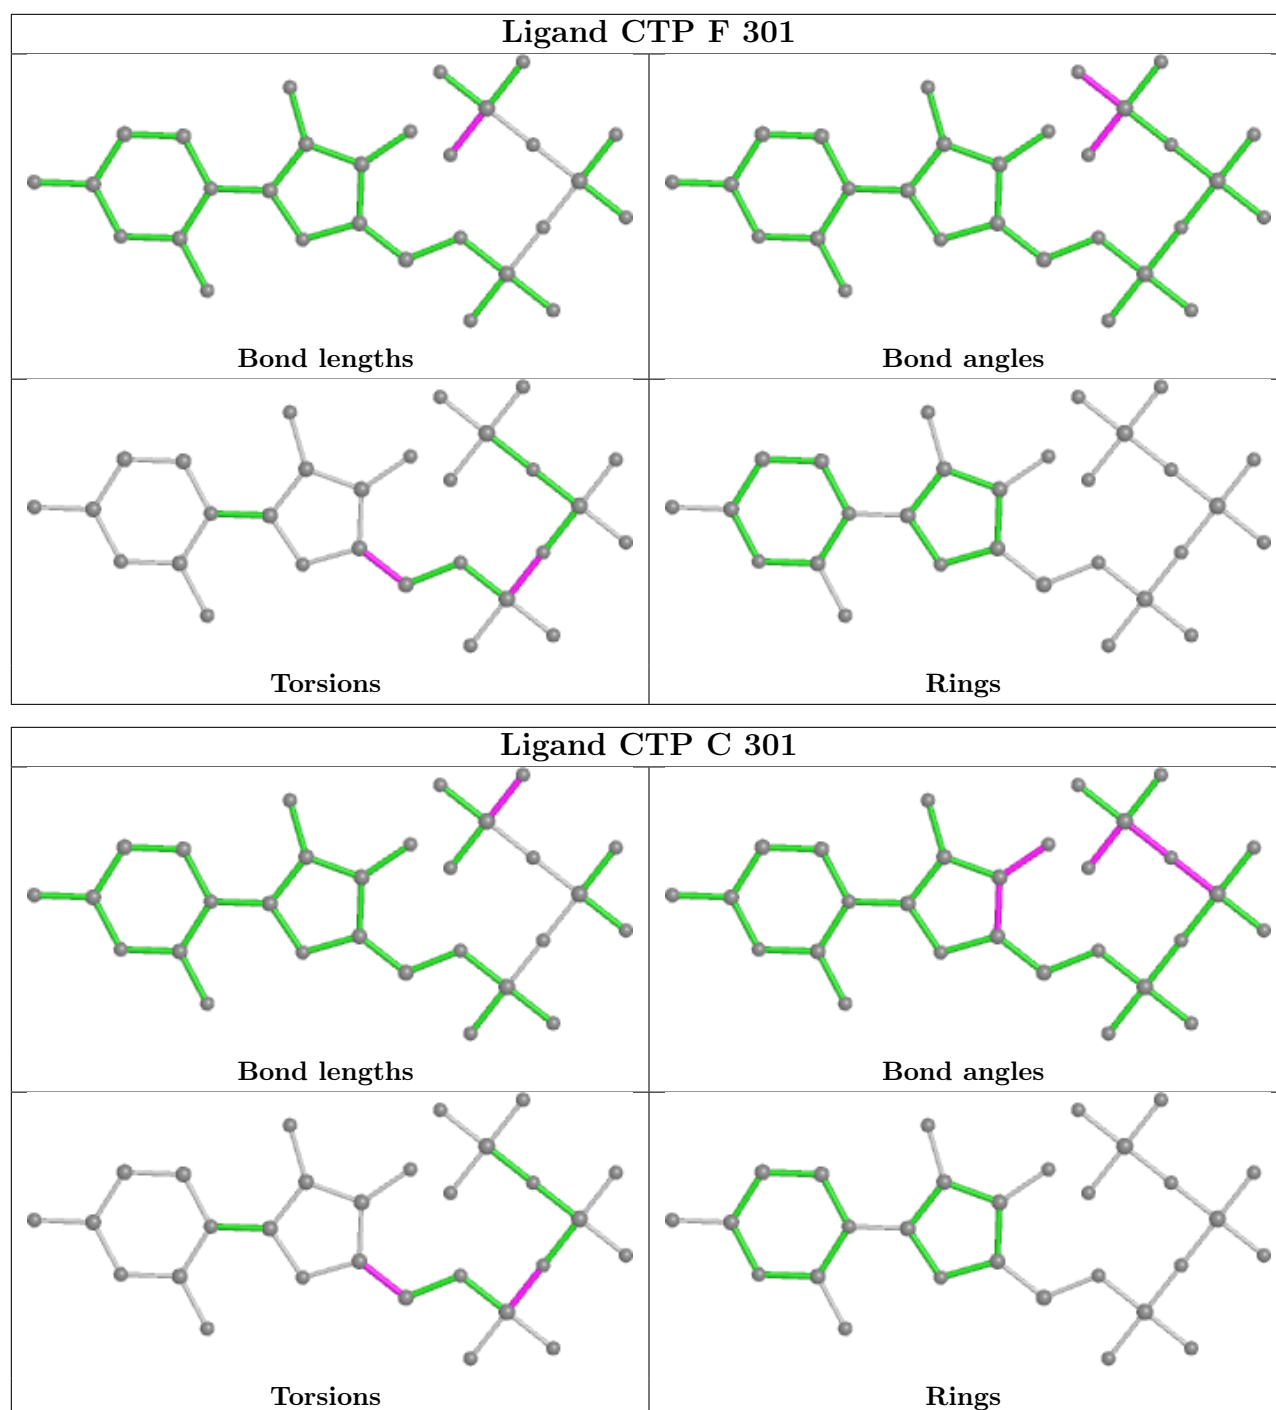 Ligand CTP F 301
Bond lengths
Bond angles
Torsions
Rings
Ligand CTP C 301
Bond lengths
Bond angles
Torsions
Rings